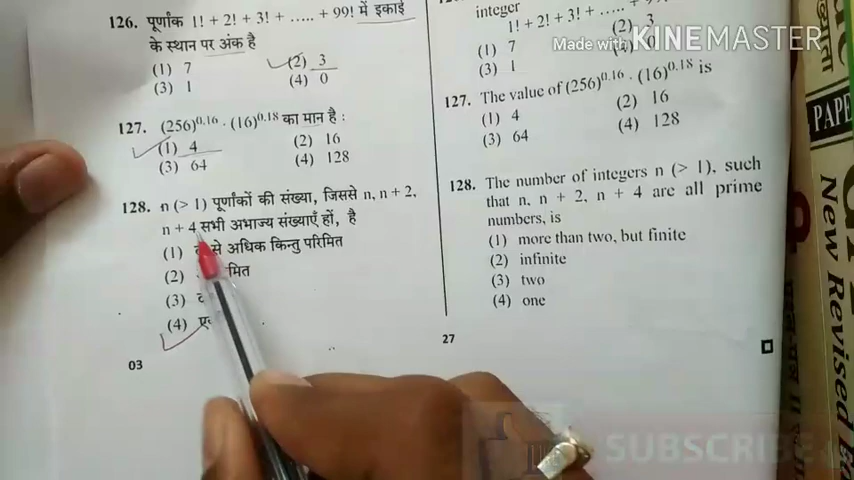 126. पूर्णांक 1! + 2! + 3! + ..... + 99! में इकाई
के स्थान पर अंक है
(1) 7
(2) 3
(3) 1
(4) 0
127. (256)^0.16 . (16)^0.18 का मान है :
(1) 4
(2) 16
(3) 64
(4) 128
128. n (> 1) पूर्णांकों की संख्या, जिससे n, n + 2,
n + 4 सभी अभाज्य संख्याएँ हों, है
(1) से अधिक किन्तु परिमित
(2)
(3)
(4)
03
integer
1! + 2! + 3! + .....
(1) 7
(2) 3
(3) 1
(4) 0
127. The value of (256)^0.16 . (16)^0.18 is
(1) 4
(2) 16
(3) 64
(4) 128
128. The number of integers n (> 1), such
that n, n + 2, n + 4 are all prime
numbers, is
(1) more than two, but finite
(2) infinite
(3) two
(4) one
27
Made with KINEMASTER
PAPE
New Revised
SUBSCRIBE